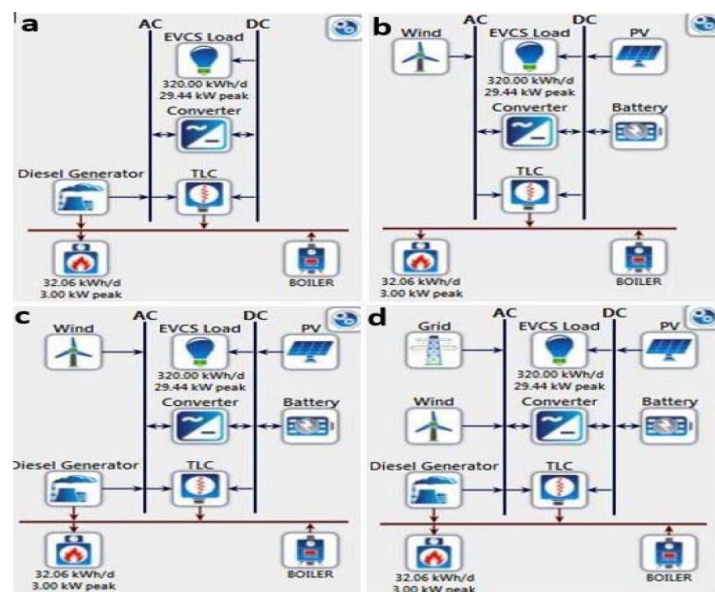 a
AC
DC
EVCS Load
320.00 kWh/d
29.44 kW peak
Converter
Diesel Generator
TLC
32.06 kWh/d
3.00 kW peak
BOILER
b
AC
DC
Wind
EVCS Load
PV
320.00 kWh/d
29.44 kW peak
Converter
Battery
TLC
32.06 kWh/d
3.00 kW peak
BOILER
c
AC
DC
Wind
EVCS Load
PV
320.00 kWh/d
29.44 kW peak
Converter
Battery
Diesel Generator
TLC
32.06 kWh/d
3.00 kW peak
BOILER
d
AC
DC
Grid
EVCS Load
PV
320.00 kWh/d
29.44 kW peak
Wind
Converter
Battery
Diesel Generator
TLC
32.06 kWh/d
3.00 kW peak
BOILER